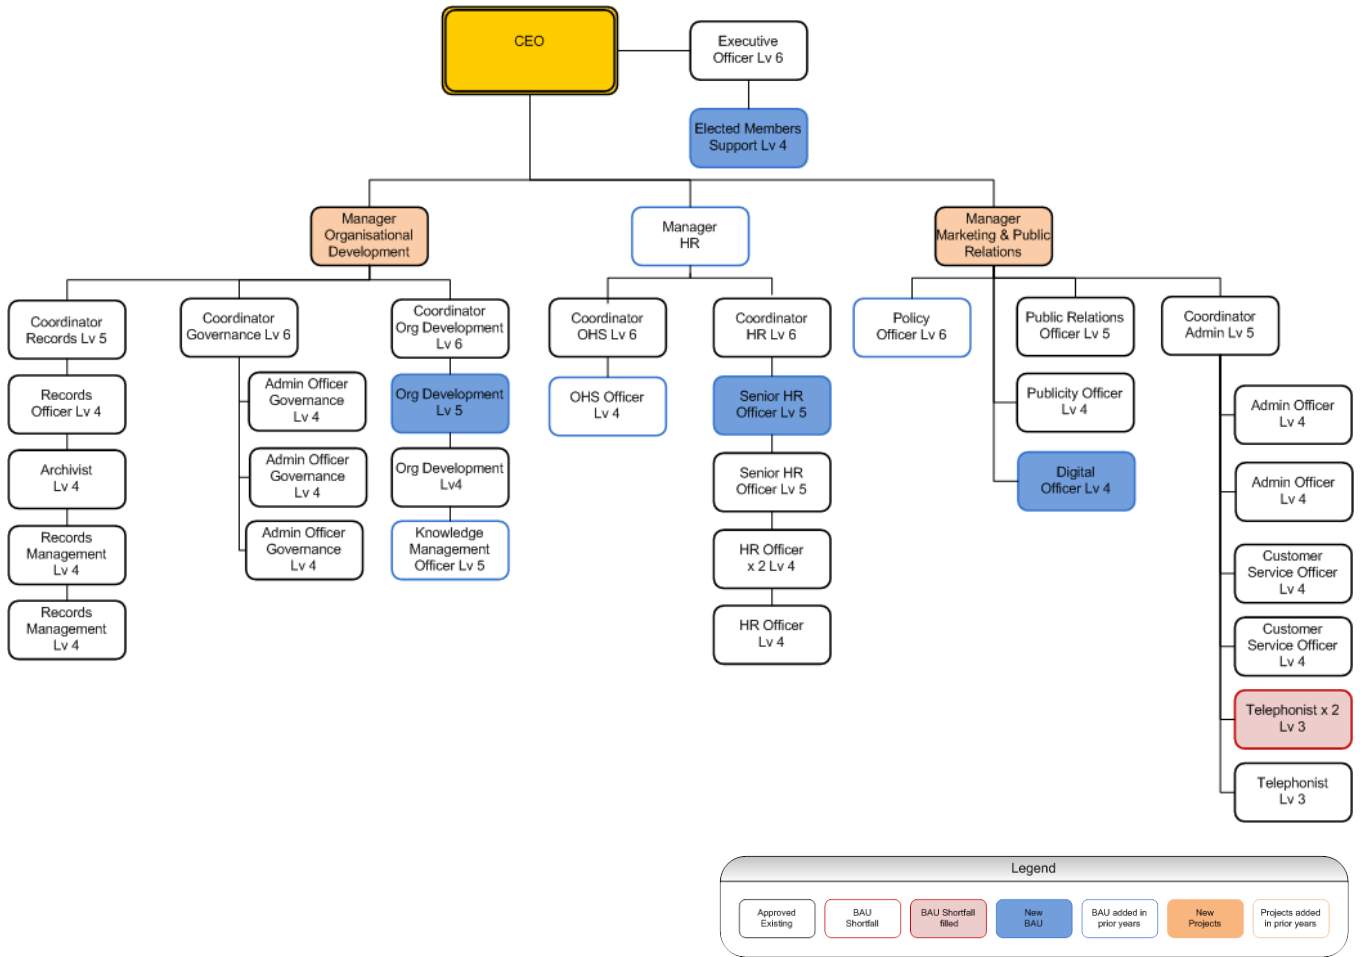 CEO
Executive
Officer Lv 6
Elected Members
Support Lv 4
Manager
Organisational
Development
Manager
HR
Manager
Marketing & Public
Relations
Coordinator
Records Lv 5
Records
Officer Lv 4
Archivist
Lv 4
Records
Management
Lv 4
Records
Management
Lv 4
Coordinator
Governance Lv 6
Admin Officer
Governance
Lv 4
Admin Officer
Governance
Lv 4
Admin Officer
Governance
Lv 4
Coordinator
Org Development
Lv 6
Org Development
Lv 5
Org Development
Lv4
Knowledge
Management
Officer Lv 5
Coordinator
OHS Lv 6
OHS Officer
Lv 4
Coordinator
HR Lv 6
Senior HR
Officer Lv 5
Senior HR
Officer Lv 5
HR Officer
x 2 Lv 4
HR Officer
Lv 4
Policy
Officer Lv 6
Public Relations
Officer Lv 5
Publicity Officer
Lv 4
Digital
Officer Lv 4
Coordinator
Admin Lv 5
Admin Officer
Lv 4
Admin Officer
Lv 4
Customer
Service Officer
Lv 4
Customer
Service Officer
Lv 4
Telephonist x 2
Lv 3
Telephonist
Lv 3
Legend
Approved
Existing
BAU
Shortfall
BAU Shortfall
filled
New
BAU
BAU added in
prior years
New
Projects
Projects added
in prior years